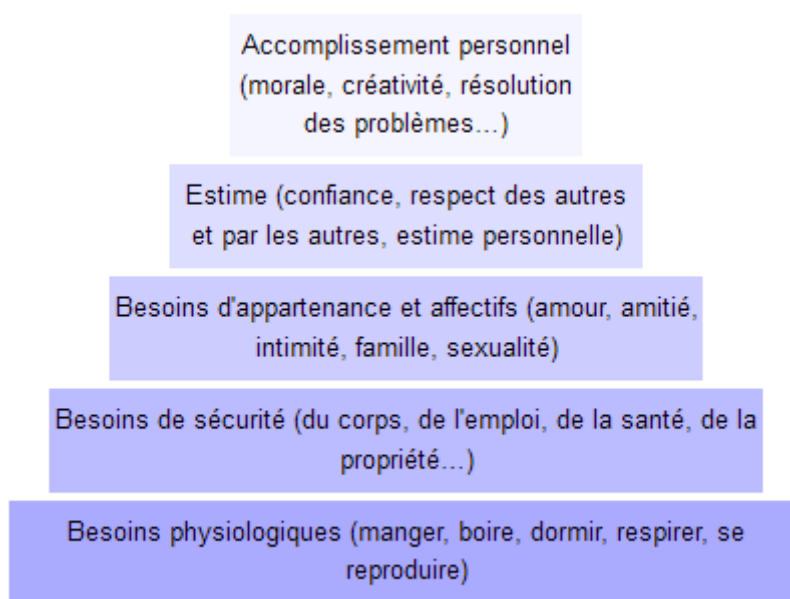 Accomplissement personnel
(morale, créativité, résolution
des problèmes...)
Estime (confiance, respect des autres
et par les autres, estime personnelle)
Besoins d'appartenance et affectifs (amour, amitié,
intimité, famille, sexualité)
Besoins de sécurité (du corps, de l'emploi, de la santé, de la
propriété...)
Besoins physiologiques (manger, boire, dormir, respirer, se
reproduire)